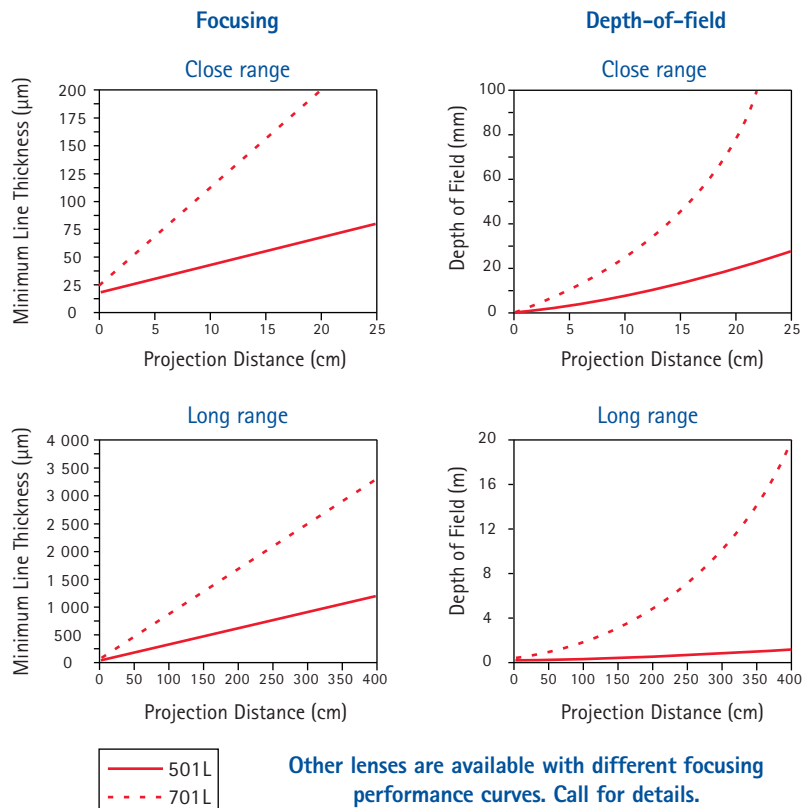 Focusing
Close range
Minimum Line Thickness (µm)
200
175
150
100
75
50
25
0
0 5 10 15 20 25
Projection Distance (cm)
Depth-of-field
Close range
Depth of Field (mm)
100
80
60
40
20
0
0 5 10 15 20 25
Projection Distance (cm)
Long range
Minimum Line Thickness (µm)
4 000
3 500
3 000
2 500
2 000
1 500
1 000
500
0
0 50 100 150 200 250 300 350 400
Projection Distance (cm)
Long range
Depth of Field (m)
20
16
12
8
4
0
0 50 100 150 200 250 300 350 400
Projection Distance (cm)
501L
701L
Other lenses are available with different focusing
performance curves. Call for details.